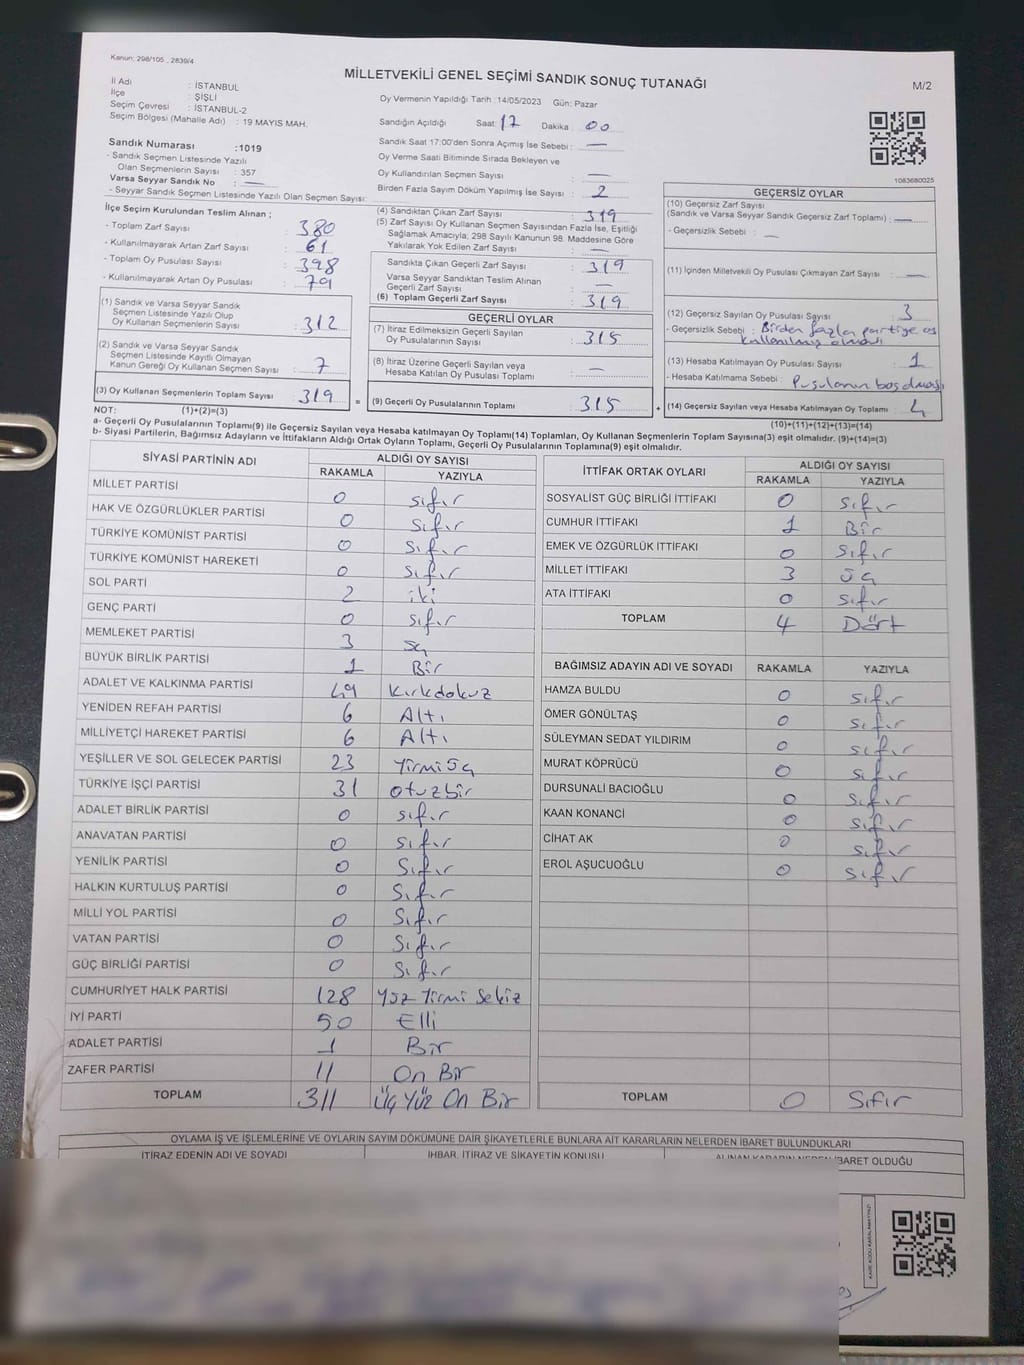 Kanun; 298/105 , 2839/4
MİLLETVEKİLİ GENEL SEÇİMİ SANDIK SONUÇ TUTANAĞI
M/2
İl Adı : İSTANBUL
İlçe : ŞİŞLİ
Seçim Çevresi : İSTANBUL-2
Seçim Bölgesi (Mahalle Adı) : 19 MAYIS MAH.
Oy Vermenin Yapıldığı Tarih :14/05/2023 Gün: Pazar
Sandığın Açıldığı Saat 17 Dakika 00
Sandık Numarası :1019
- Sandık Seçmen Listesinde Yazılı
Olan Seçmenlerin Sayısı : 357
Varsa Seyyar Sandık No : —
- Seyyar Sandık Seçmen Listesinde Yazılı Olan Seçmen Sayısı
Sandık Saat 17:00'den Sonra Açımış İse Sebebi : —
Oy Verme Saati Bitiminde Sırada Bekleyen ve
Oy Kullandırılan Seçmen Sayısı : —
Birden Fazla Sayım Döküm Yapılmış İse Sayısı : 2
1083680025
İlçe Seçim Kurulundan Teslim Alınan ;
- Toplam Zarf Sayısı : 380
- Kullanılmayarak Artan Zarf Sayısı : 61
- Toplam Oy Pusulası Sayısı : 398
- Kullanılmayarak Artan Oy Pusulası : 79
(1) Sandık ve Varsa Seyyar Sandık
Seçmen Listesinde Yazılı Olup
Oy Kullanan Seçmenlerin Sayısı : 312
(2) Sandık ve Varsa Seyyar Sandık
Seçmen Listesinde Kayıtlı Olmayan
Kanun Gereği Oy Kullanan Seçmen Sayısı : 7
(3) Oy Kullanan Seçmenlerin Toplam Sayısı : 319
(4) Sandıktan Çıkan Zarf Sayısı : 319
(5) Zarf Sayısı Oy Kullanan Seçmen Sayısından Fazla İse, Eşitliği
Sağlamak Amacıyla; 298 Sayılı Kanunun 98. Maddesine Göre
Yakılarak Yok Edilen Zarf Sayısı : —
Sandıkta Çıkan Geçerli Zarf Sayısı : 319
Varsa Seyyar Sandıktan Teslim Alınan
Geçerli Zarf Sayısı : —
(6) Toplam Geçerli Zarf Sayısı : 319
GEÇERLİ OYLAR
(7) İtiraz Edilmeksizin Geçerli Sayılan
Oy Pusulalarının Sayısı : 315
(8) İtiraz Üzerine Geçerli Sayılan veya
Hesaba Katılan Oy Pusulası Toplamı : —
= (9) Geçerli Oy Pusulalarının Toplamı : 315
GEÇERSİZ OYLAR
(10) Geçersiz Zarf Sayısı
(Sandık ve Varsa Seyyar Sandık Geçersiz Zarf Toplamı) : —
- Geçersizlik Sebebi : —
(11) İçinden Milletvekili Oy Pusulası Çıkmayan Zarf Sayısı : —
(12) Geçersiz Sayılan Oy Pusulası Sayısı : 3
- Geçersizlik Sebebi : Birden fazla partiye oy
kullanılmış olması
(13) Hesaba Katılmayan Oy Pusulası Sayısı : 1
- Hesaba Katılmama Sebebi : Pusulanın boş olması
+ (14) Geçersiz Sayılan veya Hesaba Katılmayan Oy Toplamı : 4
NOT: (1)+(2)=(3)
(10)+(11)+(12)+(13)=(14)
a- Geçerli Oy Pusulalarının Toplamı(9) ile Geçersiz Sayılan veya Hesaba katılmayan Oy Toplamı(14) Toplamları, Oy Kullanan Seçmenlerin Toplam Sayısına(3) eşit olmalıdır. (9)+(14)=(3)
b- Siyasi Partilerin, Bağımsız Adayların ve İttifakların Aldığı Ortak Oyların Toplamı, Geçerli Oy Pusulalarının Toplamına(9) eşit olmalıdır.
SİYASİ PARTİNİN ADI ALDIĞI OY SAYISI
RAKAMLA YAZIYLA
MİLLET PARTİSİ 0 sıfır
HAK VE ÖZGÜRLÜKLER PARTİSİ 0 sıfır
TÜRKİYE KOMÜNİST PARTİSİ 0 sıfır
TÜRKİYE KOMÜNİST HAREKETİ 0 sıfır
SOL PARTİ 2 iki
GENÇ PARTİ 0 sıfır
MEMLEKET PARTİSİ 3 üç
BÜYÜK BİRLİK PARTİSİ 1 Bir
ADALET VE KALKINMA PARTİSİ 49 kırkdokuz
YENİDEN REFAH PARTİSİ 6 Altı
MİLLİYETÇİ HAREKET PARTİSİ 6 Altı
YEŞİLLER VE SOL GELECEK PARTİSİ 23 Yirmi üç
TÜRKİYE İŞÇİ PARTİSİ 31 otuzbir
ADALET BİRLİK PARTİSİ 0 sıfır
ANAVATAN PARTİSİ 0 sıfır
YENİLİK PARTİSİ 0 Sıfır
HALKIN KURTULUŞ PARTİSİ 0 Sıfır
MİLLİ YOL PARTİSİ 0 Sıfır
VATAN PARTİSİ 0 Sıfır
GÜÇ BİRLİĞİ PARTİSİ 0 Sıfır
CUMHURİYET HALK PARTİSİ 128 Yüz Yirmi Sekiz
İYİ PARTİ 50 Elli
ADALET PARTİSİ 1 Bir
ZAFER PARTİSİ 11 On Bir
TOPLAM 311 Üç Yüz On Bir
İTTİFAK ORTAK OYLARI ALDIĞI OY SAYISI
RAKAMLA YAZIYLA
SOSYALİST GÜÇ BİRLİĞİ İTTİFAKI 0 sıfır
CUMHUR İTTİFAKI 1 Bir
EMEK VE ÖZGÜRLÜK İTTİFAKI 0 sıfır
MİLLET İTTİFAKI 3 üç
ATA İTTİFAKI 0 sıfır
TOPLAM 4 Dört
BAĞIMSIZ ADAYIN ADI VE SOYADI RAKAMLA YAZIYLA
HAMZA BULDU 0 sıfır
ÖMER GÖNÜLTAŞ 0 sıfır
SÜLEYMAN SEDAT YILDIRIM 0 sıfır
MURAT KÖPRÜCÜ 0 sıfır
DURSUNALİ BACIOĞLU 0 sıfır
KAAN KONANCİ 0 sıfır
CİHAT AK 0 sıfır
EROL AŞUCUOĞLU 0 sıfır
TOPLAM 0 Sıfır
OYLAMA İŞ VE İŞLEMLERİNE VE OYLARIN SAYIM DÖKÜMÜNE DAİR ŞİKAYETLERLE BUNLARA AİT KARARLARIN NELERDEN İBARET BULUNDUKLARI
İTİRAZ EDENİN ADI VE SOYADI İHBAR, İTİRAZ VE ŞİKAYETİN KONUSU ALINAN KARARIN NEDEN İBARET OLDUĞU
KARE KODU KARALAMAYINIZ!